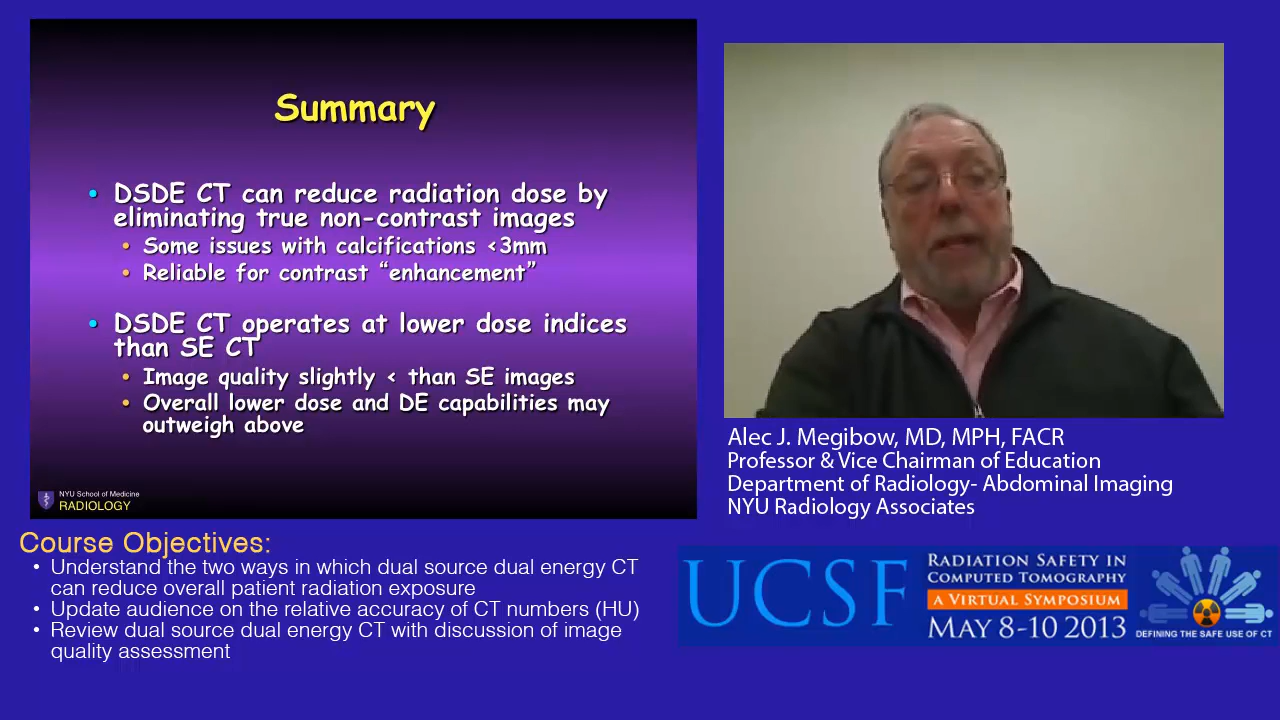 Summary
• DSDE CT can reduce radiation dose by
eliminating true non-contrast images
• Some issues with calcifications <3mm
• Reliable for contrast “enhancement”
• DSDE CT operates at lower dose indices
than SE CT
• Image quality slightly < than SE images
• Overall lower dose and DE capabilities may
outweigh above
NYU School of Medicine
RADIOLOGY
Alec J. Megibow, MD, MPH, FACR
Professor & Vice Chairman of Education
Department of Radiology- Abdominal Imaging
NYU Radiology Associates
Course Objectives:
• Understand the two ways in which dual source dual energy CT
can reduce overall patient radiation exposure
• Update audience on the relative accuracy of CT numbers (HU)
• Review dual source dual energy CT with discussion of image
quality assessment
UCSF
RADIATION SAFETY IN
COMPUTED TOMOGRAPHY
A VIRTUAL SYMPOSIUM
MAY 8-10 2013
DEFINING THE SAFE USE OF CT